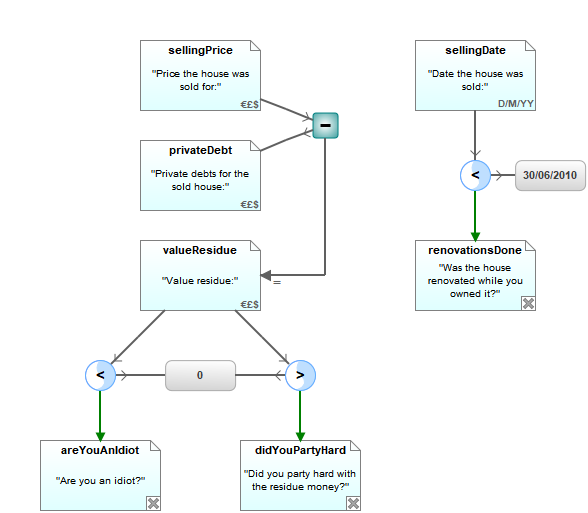 sellingPrice
"Price the house was
sold for:"
€£$
sellingDate
"Date the house was
sold:"
D/M/YY
−
privateDebt
"Private debts for the
sold house:"
€£$
<
30/06/2010
valueResidue
"Value residue:"
€£$
=
renovationsDone
"Was the house
renovated while you
owned it?"
<
0
>
areYouAnIdiot
"Are you an idiot?"
didYouPartyHard
"Did you party hard with
the residue money?"